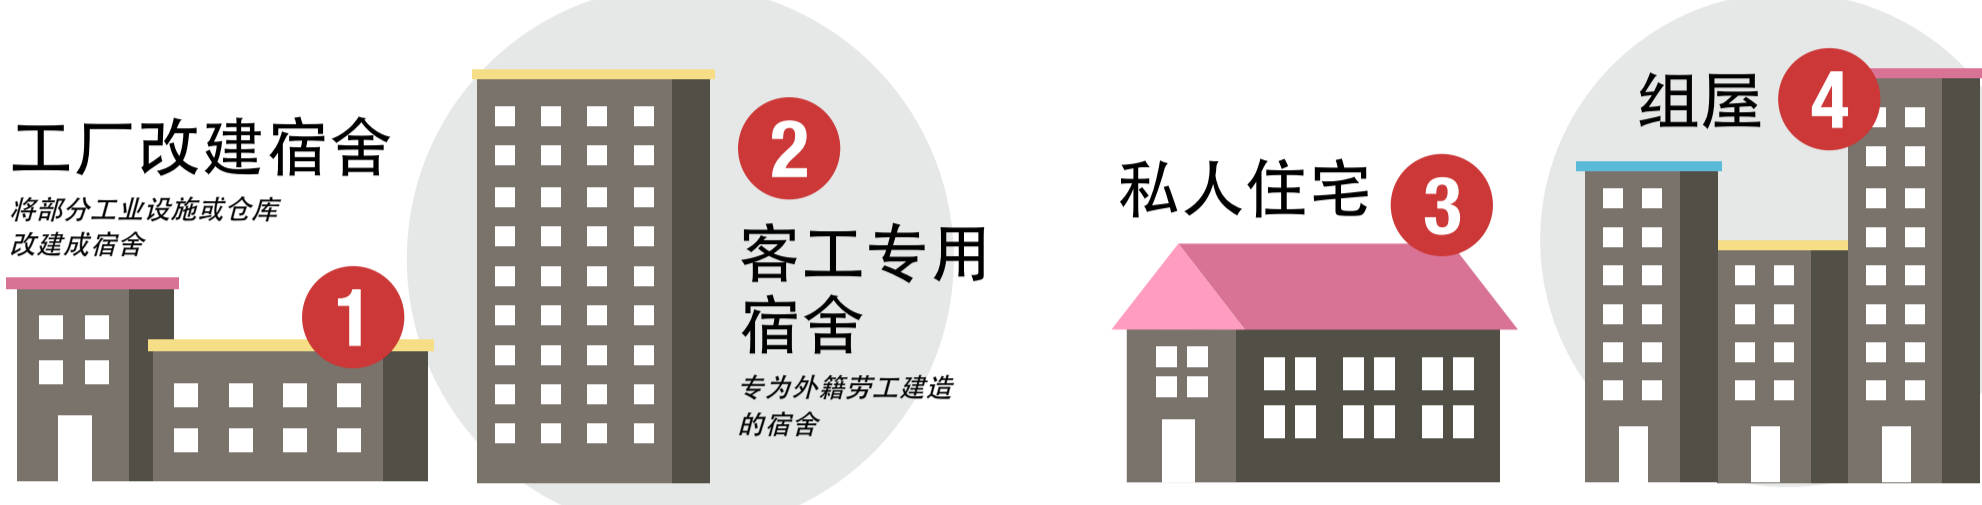 工厂改建宿舍
将部分工业设施或仓库
改建成宿舍
1
2
客工专用
宿舍
专为外籍劳工建造
的宿舍
私人住宅
3
组屋
4